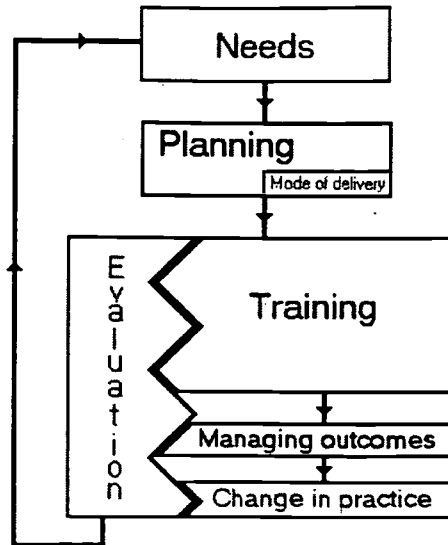 Needs
Planning
Mode of delivery
Evaluation
Training
Managing outcomes
Change in practice